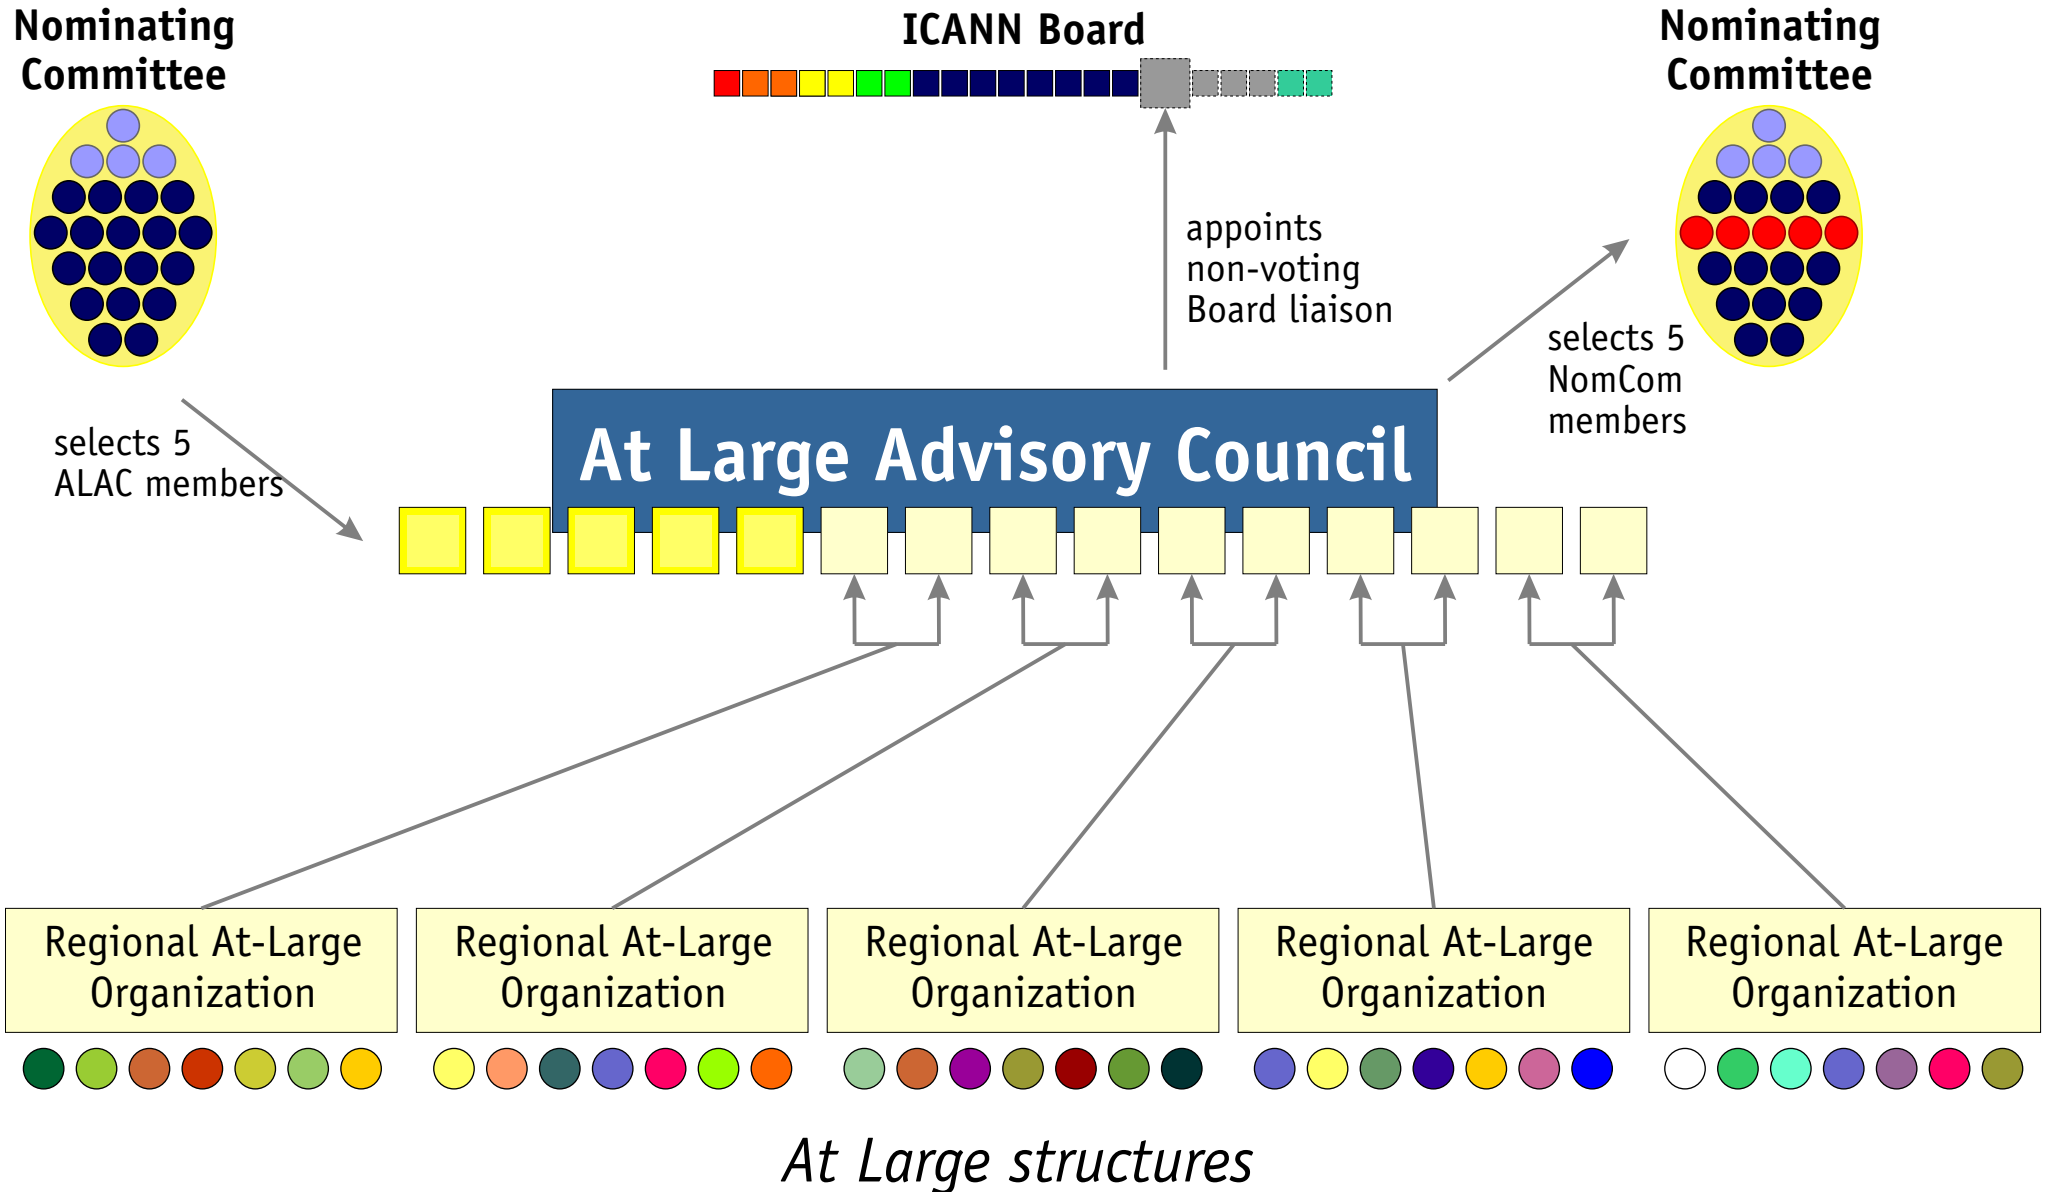 Nominating
Committee
ICANN Board
Nominating
Committee
appoints
non-voting
Board liaison
selects 5
NomCom
members
selects 5
ALAC members
At Large Advisory Council
Regional At-Large
Organization
Regional At-Large
Organization
Regional At-Large
Organization
Regional At-Large
Organization
Regional At-Large
Organization
At Large structures